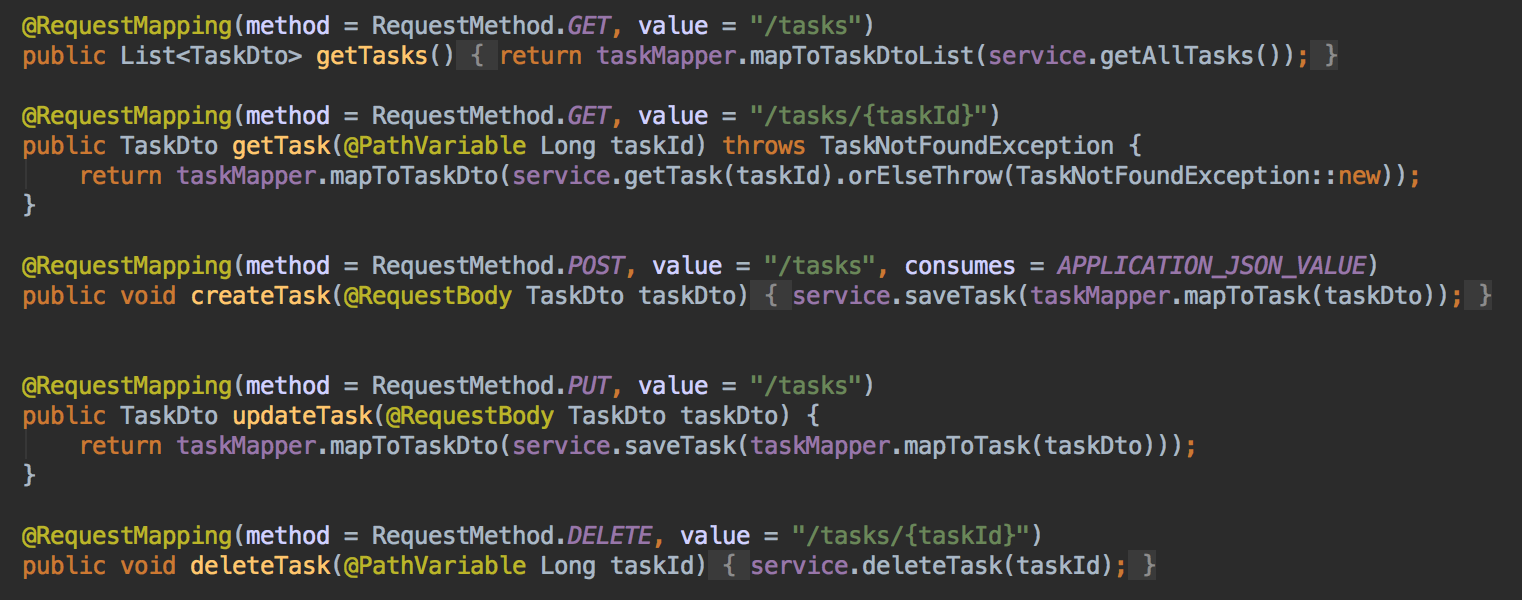 @RequestMapping(method = RequestMethod.GET, value = "/tasks")
public List<TaskDto> getTasks() { return taskMapper.mapToTaskDtoList(service.getAllTasks()); }
@RequestMapping(method = RequestMethod.GET, value = "/tasks/{taskId}")
public TaskDto getTask(@PathVariable Long taskId) throws TaskNotFoundException {
    return taskMapper.mapToTaskDto(service.getTask(taskId).orElseThrow(TaskNotFoundException::new));
}
@RequestMapping(method = RequestMethod.POST, value = "/tasks", consumes = APPLICATION_JSON_VALUE)
public void createTask(@RequestBody TaskDto taskDto) { service.saveTask(taskMapper.mapToTask(taskDto)); }
@RequestMapping(method = RequestMethod.PUT, value = "/tasks")
public TaskDto updateTask(@RequestBody TaskDto taskDto) {
    return taskMapper.mapToTaskDto(service.saveTask(taskMapper.mapToTask(taskDto)));
}
@RequestMapping(method = RequestMethod.DELETE, value = "/tasks/{taskId}")
public void deleteTask(@PathVariable Long taskId) { service.deleteTask(taskId); }